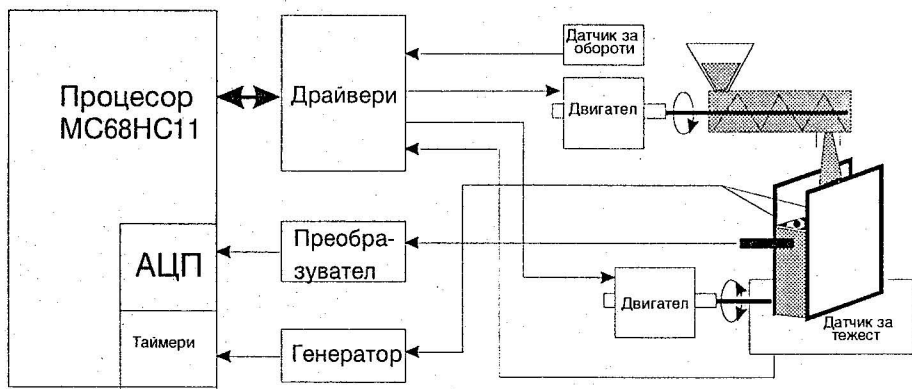 Процесор
MC68HC11
АЦП
Таймери
Драйвери
Преобра-
зувател
Генератор
Датчик за
обороти
Двигател
Двигател
Датчик за
тежест